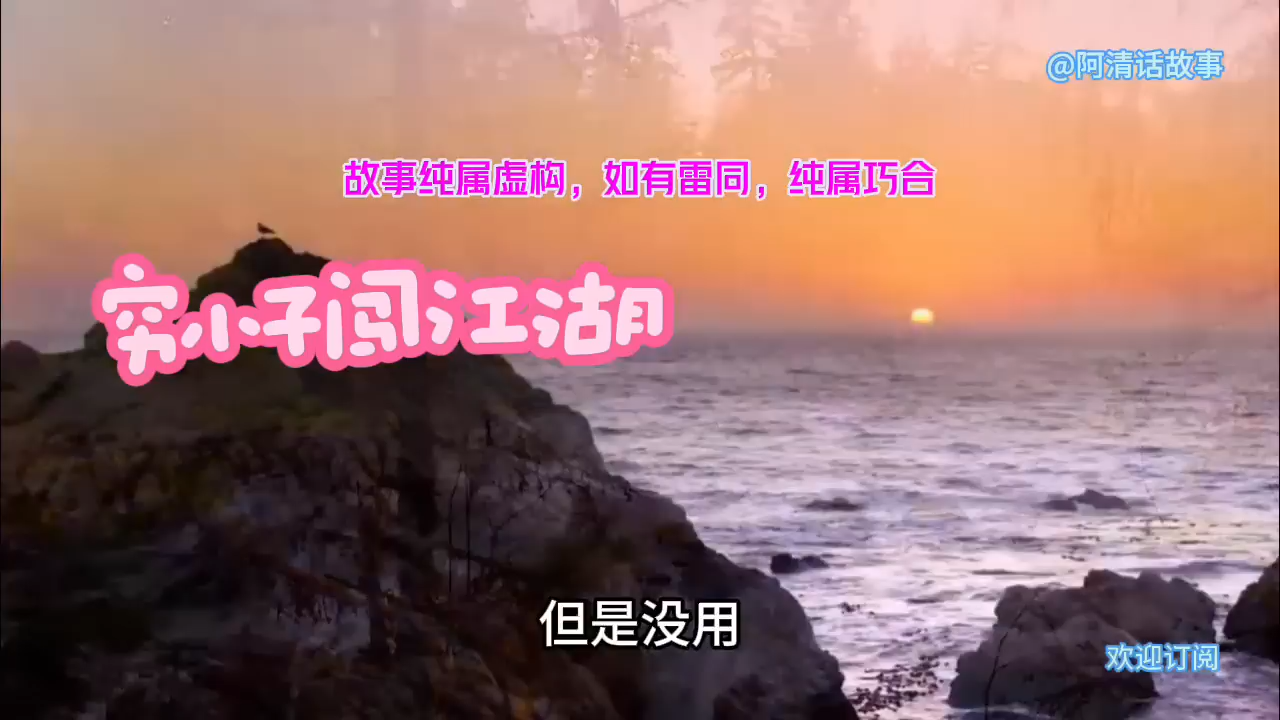 @阿清话故事
故事纯属虚构，如有雷同，纯属巧合
穷小子闯江湖
但是没用
欢迎订阅